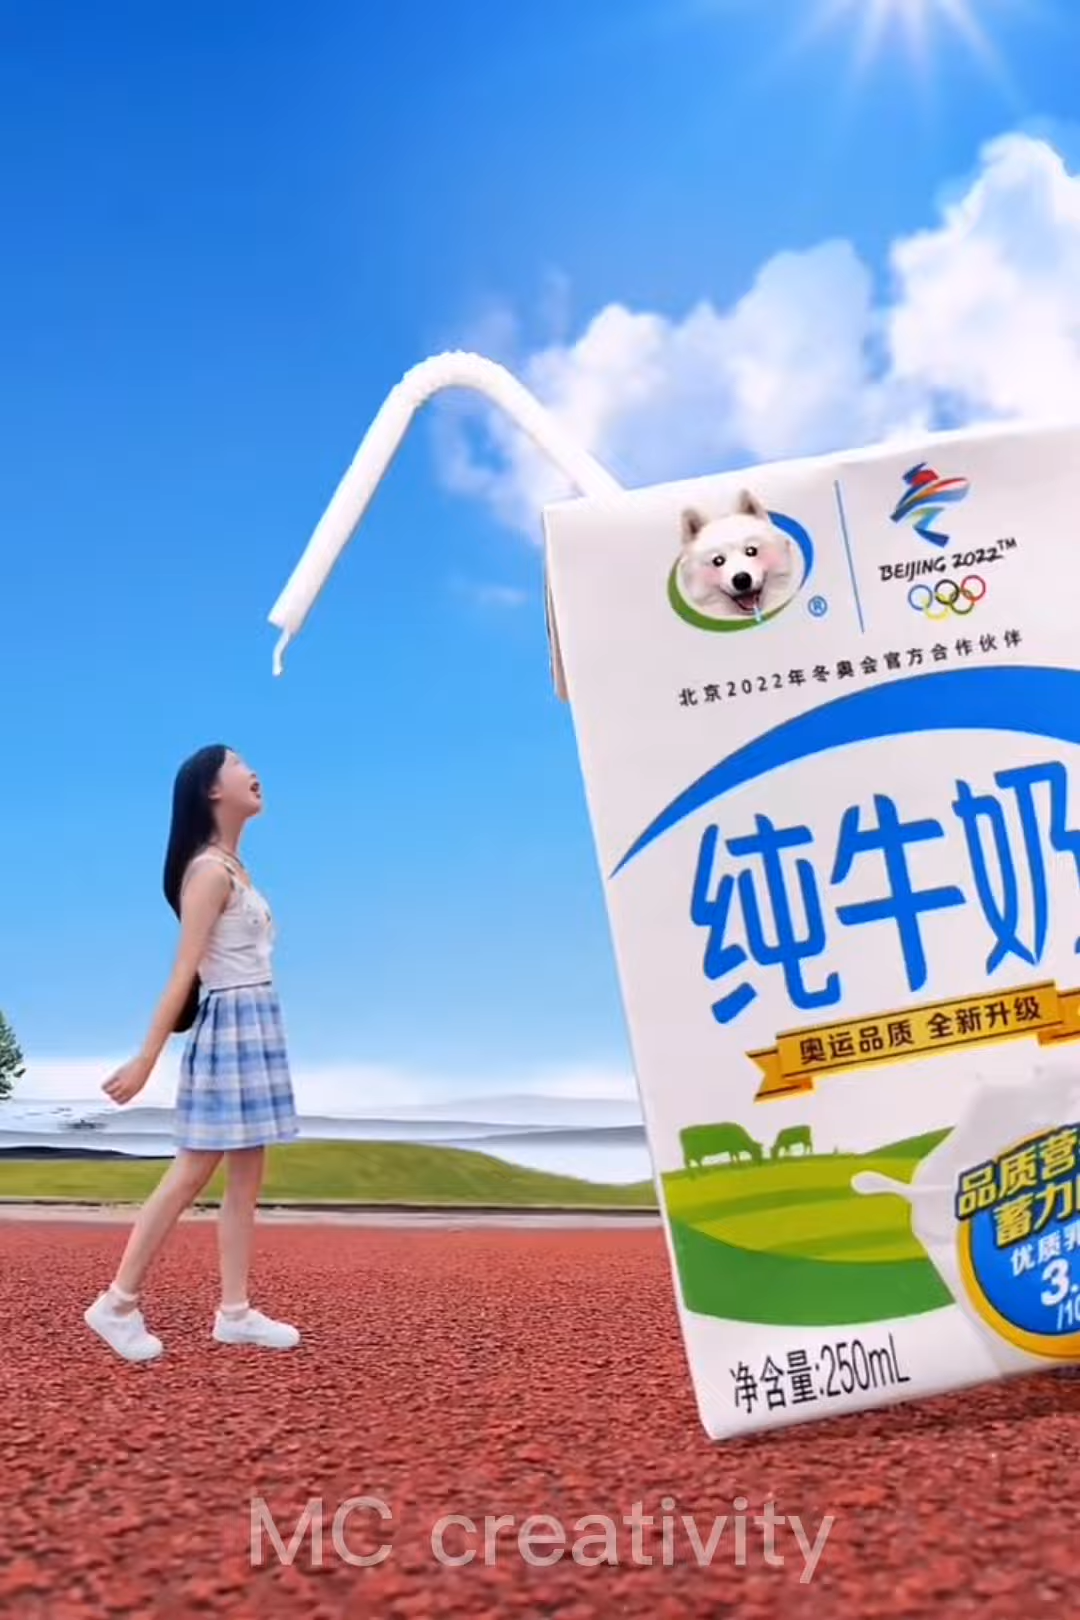 ®
BEIJING 2022™
北京2022年冬奥会官方合作伙伴
纯牛奶
奥运品质 全新升级
品质营
蓄力
优质乳
3.
/10
净含量:250mL
MC creativity